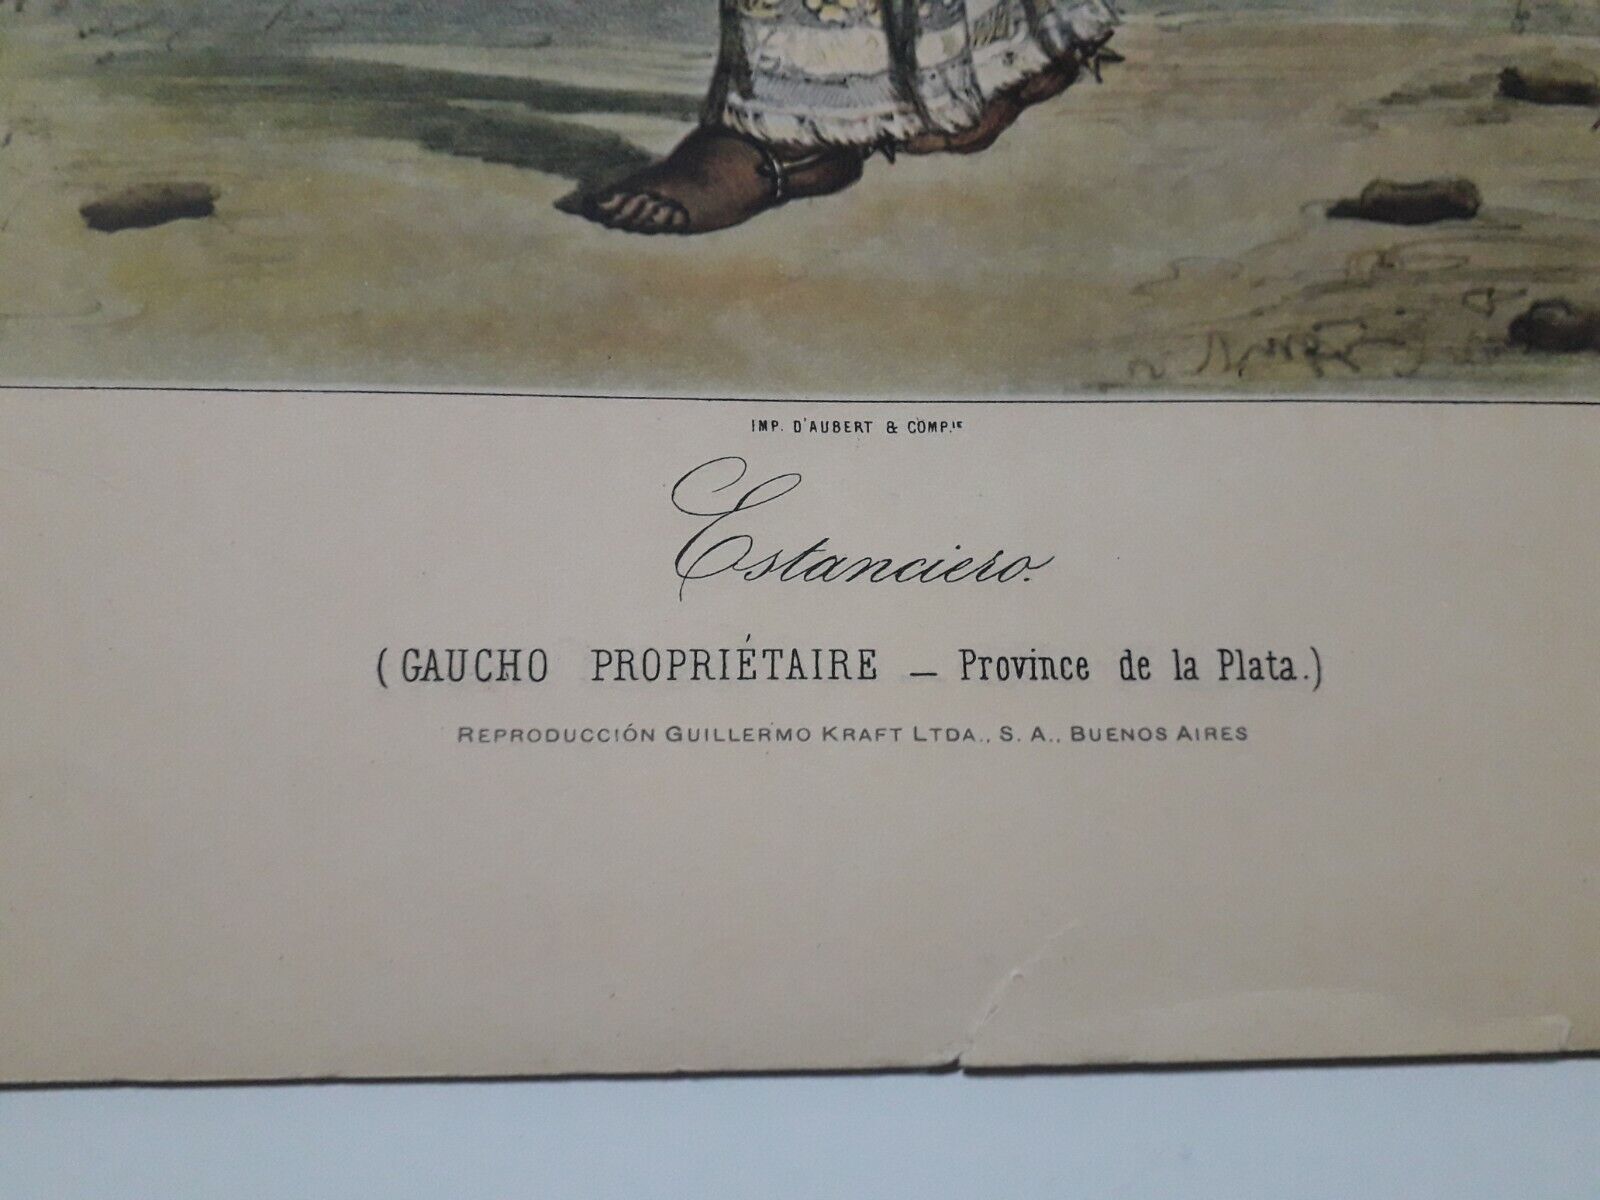 IMP. D'AUBERT & COMP.IE
Estanciero.
(GAUCHO PROPRIÉTAIRE — Province de la Plata.)
REPRODUCCIÓN GUILLERMO KRAFT LTDA., S. A., BUENOS AIRES